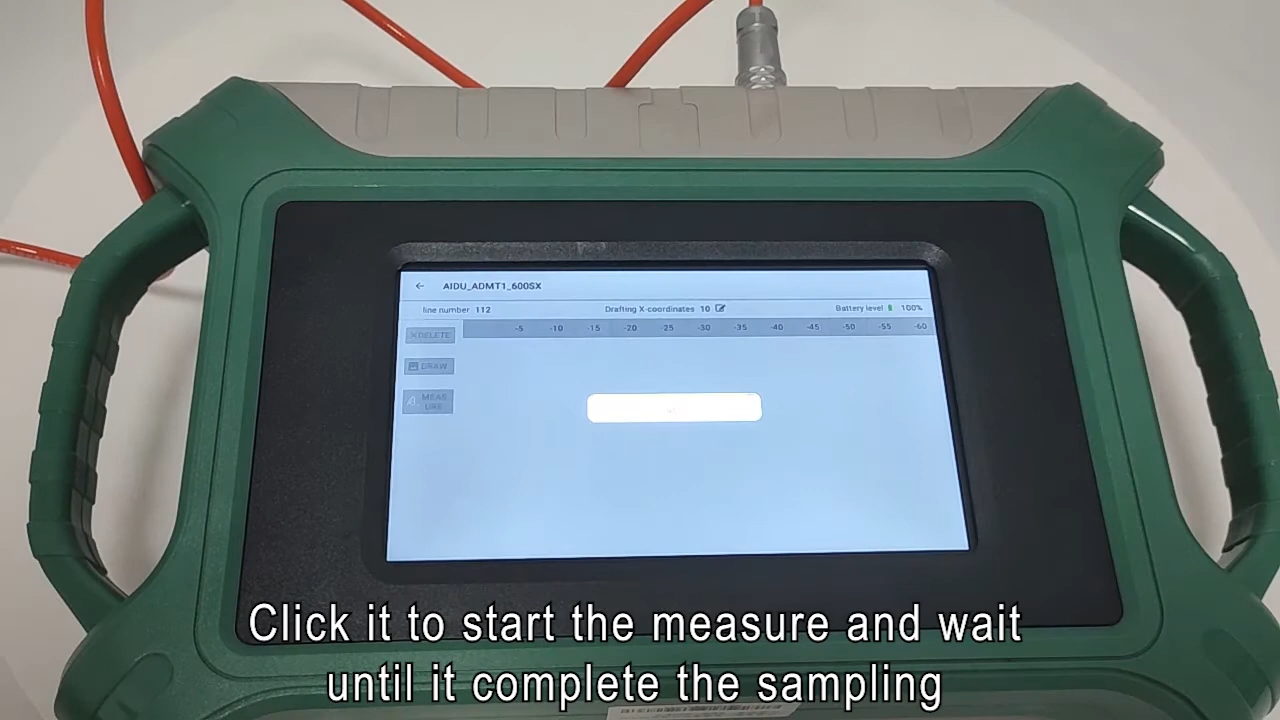 ← AIDU_ADMT1_600SX
line number 112 Drafting X-coordinates 10 Battery level 100%
-5 -10 -15 -20 -25 -30 -35 -40 -45 -50 -55 -60
DELETE
DRAW
MEAS
URE
Click it to start the measure and wait
until it complete the sampling